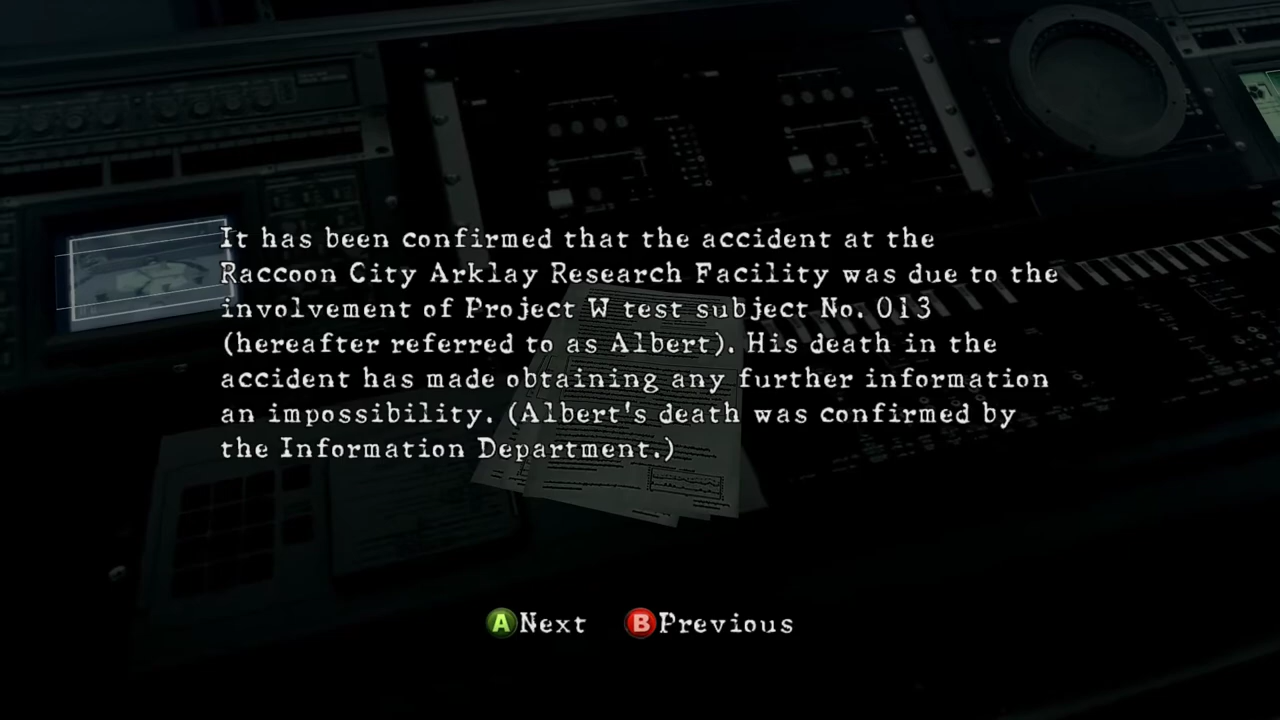 It has been confirmed that the accident at the
Raccoon City Arklay Research Facility was due to the
involvement of Project W test subject No. 013
(hereafter referred to as Albert). His death in the
accident has made obtaining any further information
an impossibility. (Albert's death was confirmed by
the Information Department.)
A Next B Previous